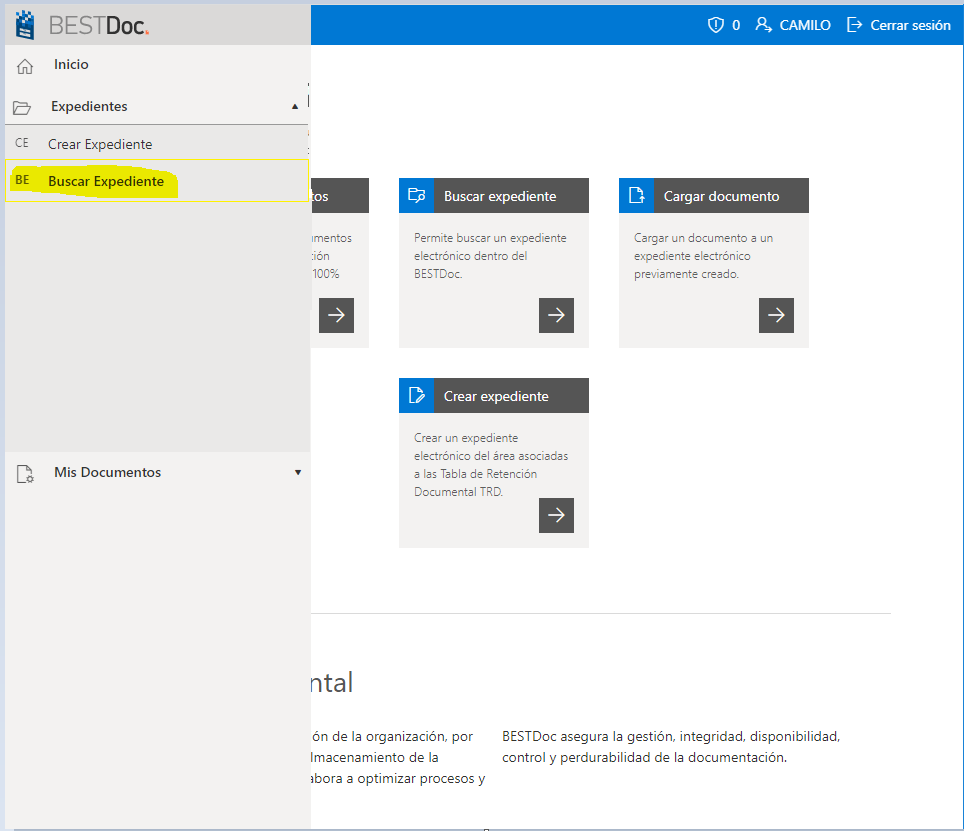 BESTDoc.
0 CAMILO Cerrar sesión
Inicio
Expedientes
CE Crear Expediente
BE Buscar Expediente
Mis Documentos
Buscar expediente
Permite buscar un expediente
electrónico dentro del
BESTDoc.
Cargar documento
Cargar un documento a un
expediente electrónico
previamente creado.
100%
Crear expediente
Crear un expediente
electrónico del área asociadas
a las Tabla de Retención
Documental TRD.
ntal
ón de la organización, por
lmacenamiento de la
abora a optimizar procesos y
BESTDoc asegura la gestión, integridad, disponibilidad,
control y perdurabilidad de la documentación.